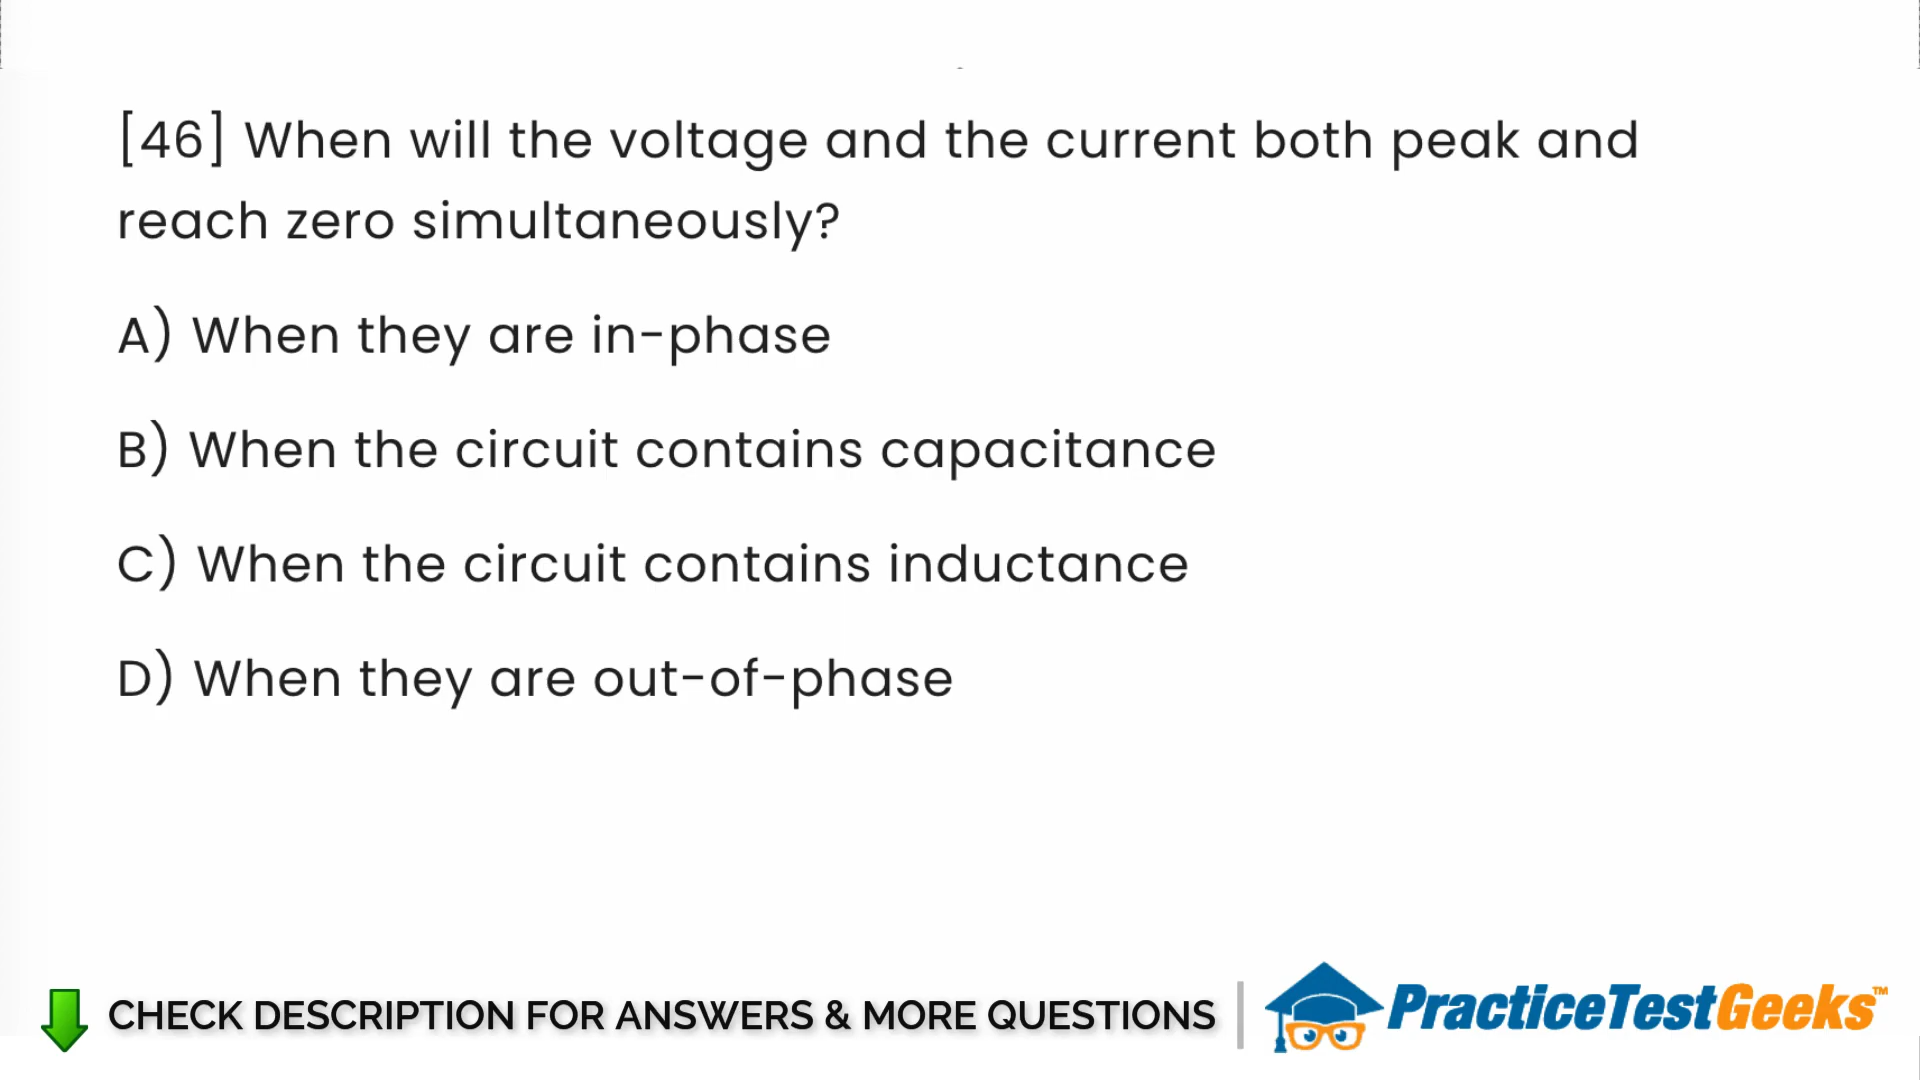 [46] When will the voltage and the current both peak and
reach zero simultaneously?
A) When they are in-phase
B) When the circuit contains capacitance
C) When the circuit contains inductance
D) When they are out-of-phase
CHECK DESCRIPTION FOR ANSWERS & MORE QUESTIONS
PracticeTestGeeks™